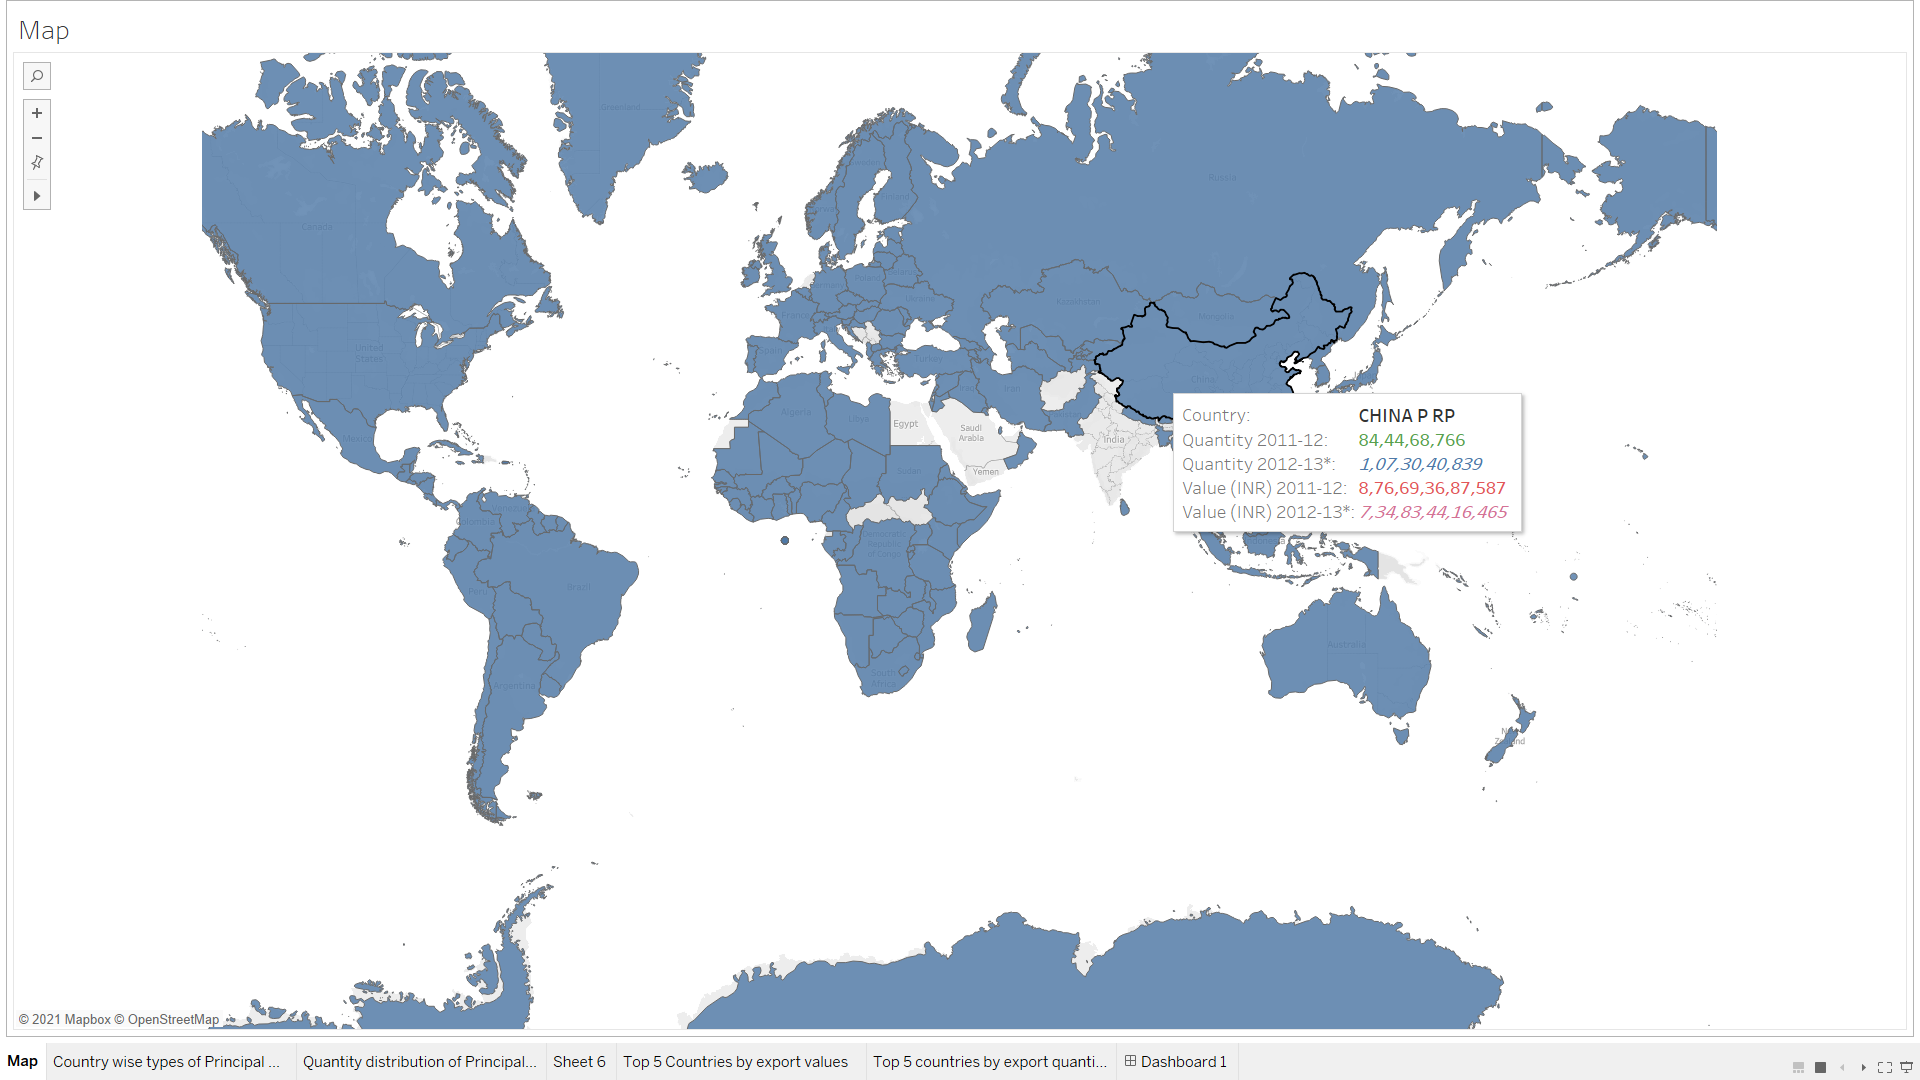 Map
Greenland
Russia
Canada
Finland
Ukraine
France
Kazakhstan
Mongolia
United
States
Turkey
China
Iran
Algeria
Libya
Egypt
Saudi
Arabia
India
Mexico
Yemen
Sudan
Country: CHINA P RP
Quantity 2011-12: 84,44,68,766
Quantity 2012-13*: 1,07,30,40,839
Value (INR) 2011-12: 8,76,69,36,87,587
Value (INR) 2012-13*: 7,34,83,44,16,465
Venezuela
Colombia
Democratic
Republic
of Congo
Indonesia
Brazil
Peru
Australia
South
Africa
Argentina
© 2021 Mapbox © OpenStreetMap
Map Country wise types of Principal ... Quantity distribution of Principal... Sheet 6 Top 5 Countries by export values Top 5 countries by export quanti... Dashboard 1